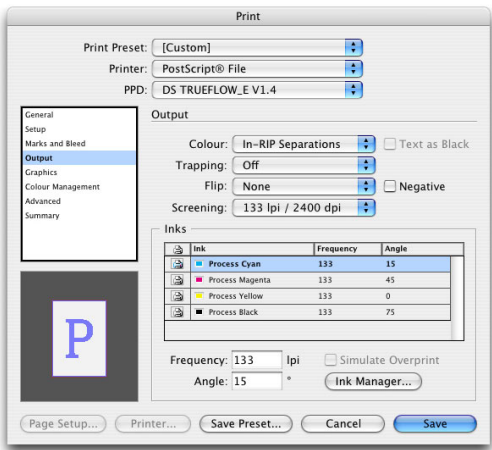 Print
Print Preset: [Custom]
Printer: PostScript® File
PPD: DS TRUEFLOW_E V1.4
General
Setup
Marks and Bleed
Output
Graphics
Colour Management
Advanced
Summary
Output
Colour: In-RIP Separations Text as Black
Trapping: Off
Flip: None Negative
Screening: 133 lpi / 2400 dpi
Inks
Ink Frequency Angle
Process Cyan 133 15
Process Magenta 133 45
Process Yellow 133 0
Process Black 133 75
P
Frequency: 133 lpi Simulate Overprint
Angle: 15 ° Ink Manager...
Page Setup... Printer... Save Preset... Cancel Save